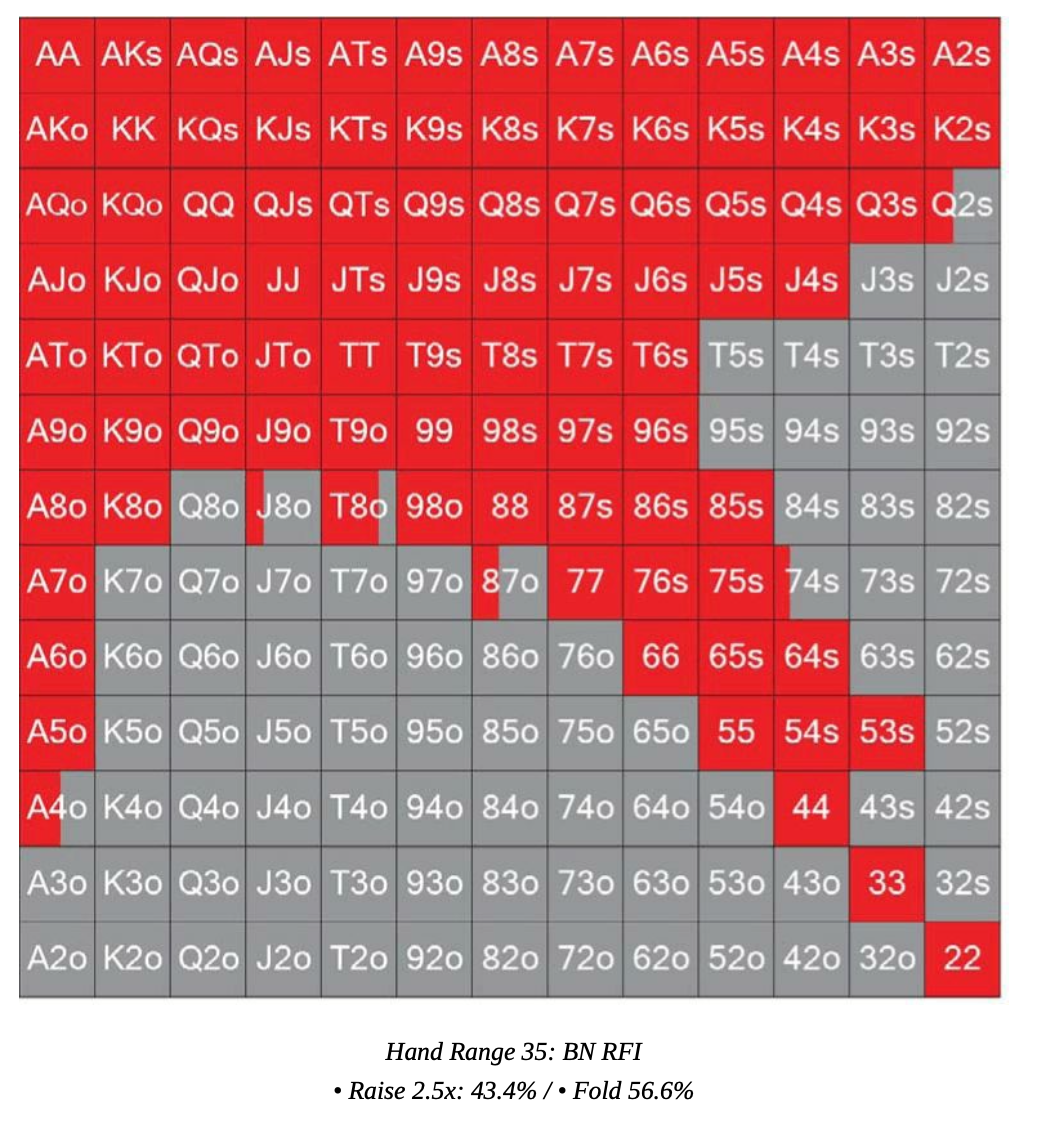 AA AKs AQs AJs ATs A9s A8s A7s A6s A5s A4s A3s A2s
AKo KK KQs KJs KTs K9s K8s K7s K6s K5s K4s K3s K2s
AQo KQo QQ QJs QTs Q9s Q8s Q7s Q6s Q5s Q4s Q3s Q2s
AJo KJo QJo JJ JTs J9s J8s J7s J6s J5s J4s J3s J2s
ATo KTo QTo JTo TT T9s T8s T7s T6s T5s T4s T3s T2s
A9o K9o Q9o J9o T9o 99 98s 97s 96s 95s 94s 93s 92s
A8o K8o Q8o J8o T8o 98o 88 87s 86s 85s 84s 83s 82s
A7o K7o Q7o J7o T7o 97o 87o 77 76s 75s 74s 73s 72s
A6o K6o Q6o J6o T6o 96o 86o 76o 66 65s 64s 63s 62s
A5o K5o Q5o J5o T5o 95o 85o 75o 65o 55 54s 53s 52s
A4o K4o Q4o J4o T4o 94o 84o 74o 64o 54o 44 43s 42s
A3o K3o Q3o J3o T3o 93o 83o 73o 63o 53o 43o 33 32s
A2o K2o Q2o J2o T2o 92o 82o 72o 62o 52o 42o 32o 22
Hand Range 35: BN RFI
• Raise 2.5x: 43.4% / • Fold 56.6%